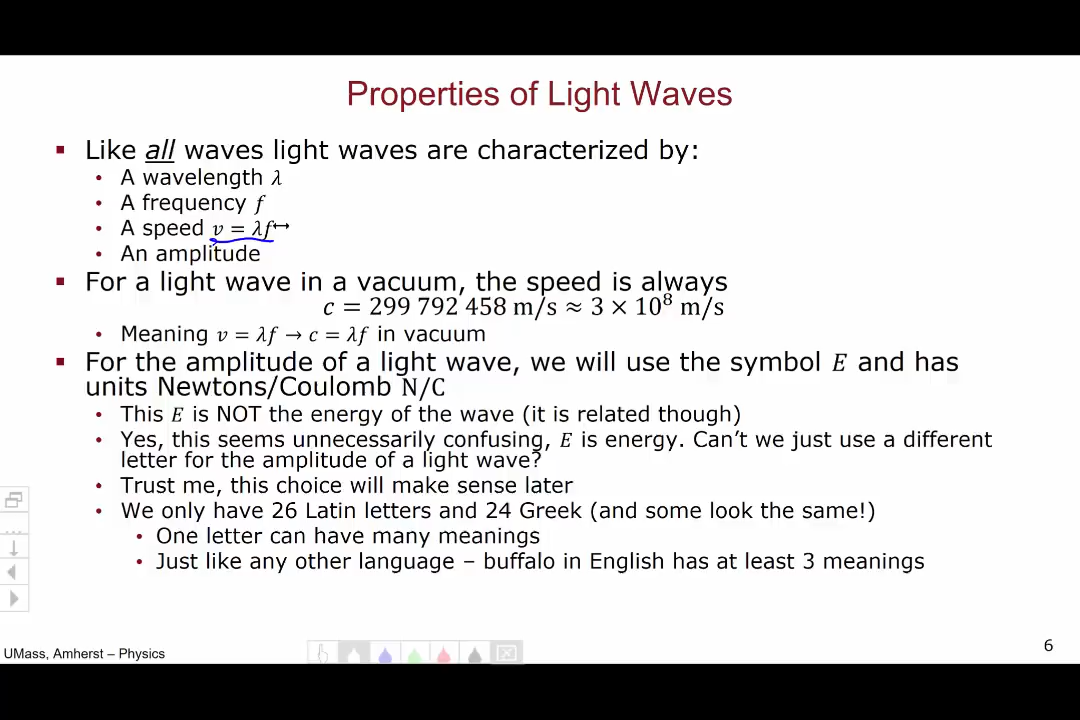 Properties of Light Waves
▪ Like all waves light waves are characterized by:
• A wavelength λ
• A frequency f
• A speed v = λf
• An amplitude
▪ For a light wave in a vacuum, the speed is always
c = 299 792 458 m/s ≈ 3 × 10⁸ m/s
• Meaning v = λf → c = λf in vacuum
▪ For the amplitude of a light wave, we will use the symbol E and has
units Newtons/Coulomb N/C
• This E is NOT the energy of the wave (it is related though)
• Yes, this seems unnecessarily confusing, E is energy. Can't we just use a different
letter for the amplitude of a light wave?
• Trust me, this choice will make sense later
• We only have 26 Latin letters and 24 Greek (and some look the same!)
• One letter can have many meanings
• Just like any other language – buffalo in English has at least 3 meanings
UMass, Amherst – Physics
6